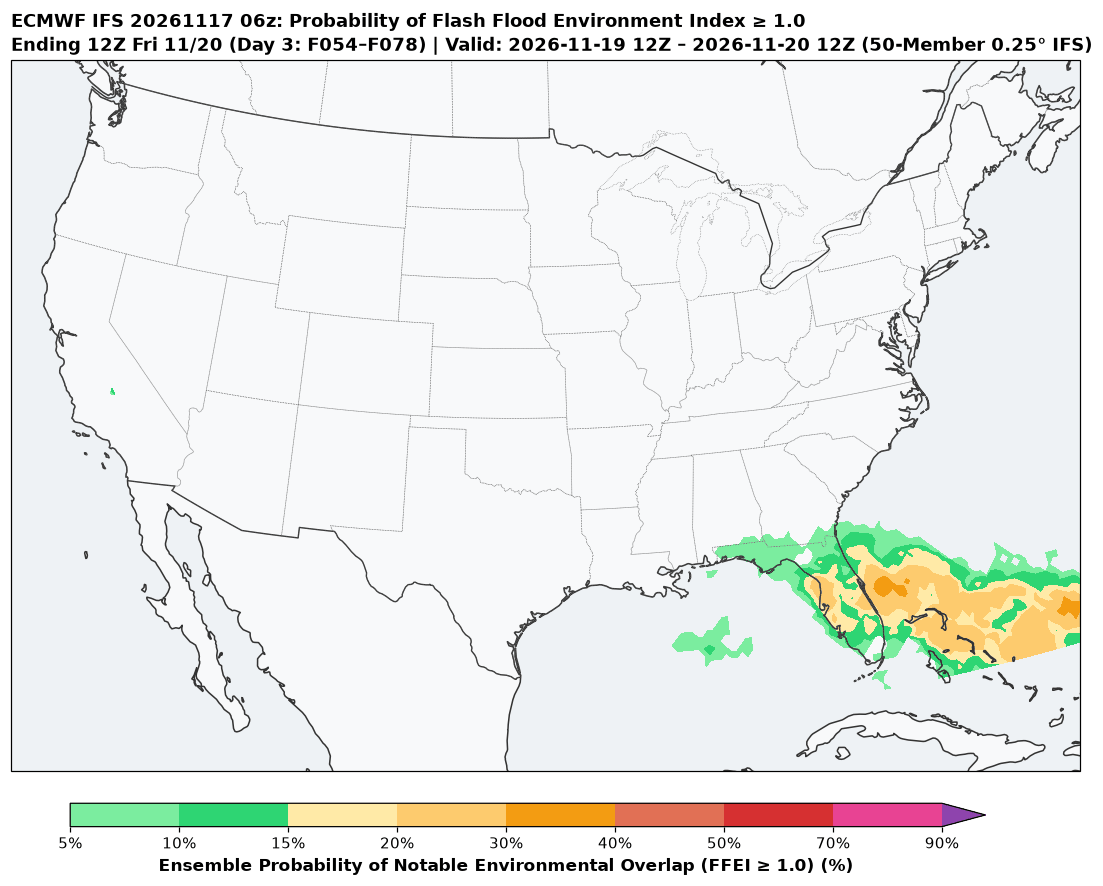 ECMWF IFS 20261117 06z: Probability of Flash Flood Environment Index ≥ 1.0
Ending 12Z Fri 11/20 (Day 3: F054–F078) | Valid: 2026-11-19 12Z – 2026-11-20 12Z (50-Member 0.25° IFS)
5% 10% 15% 20% 30% 40% 50% 70% 90%
Ensemble Probability of Notable Environmental Overlap (FFEI ≥ 1.0) (%)